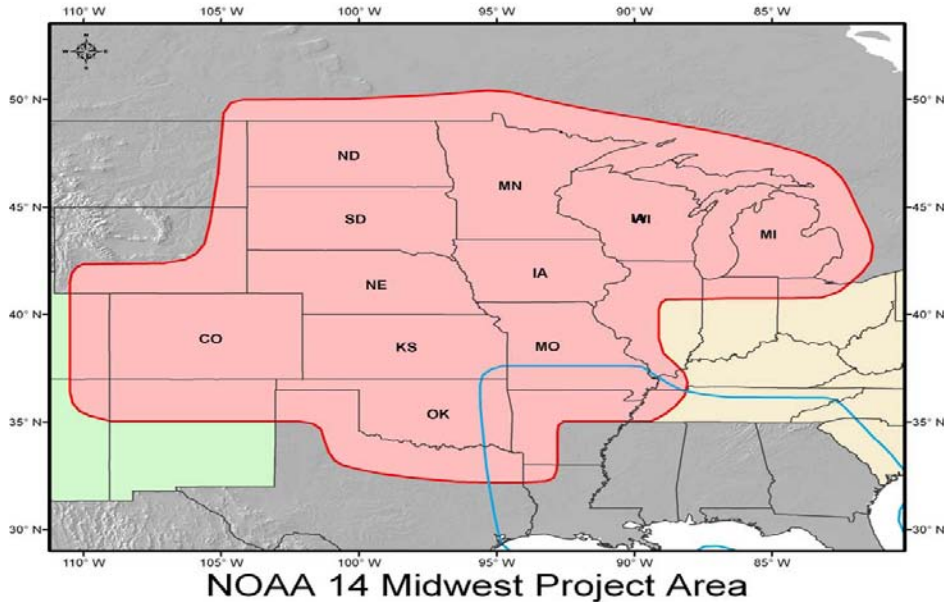 110° W 105° W 100° W 95° W 90° W 85° W
50° N 50° N
ND
MN
45° N 45° N
SD
WI
MI
IA
NE
40° N 40° N
CO
KS
MO
35° N 35° N
OK
30° N 30° N
110° W 105° W 100° W 95° W 90° W 85° W
NOAA 14 Midwest Project Area